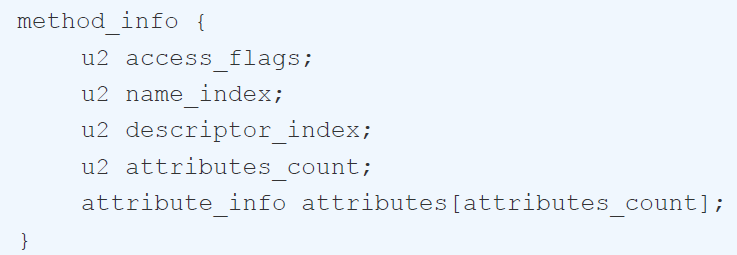 method_info {
    u2 access_flags;
    u2 name_index;
    u2 descriptor_index;
    u2 attributes_count;
    attribute_info attributes[attributes_count];
}